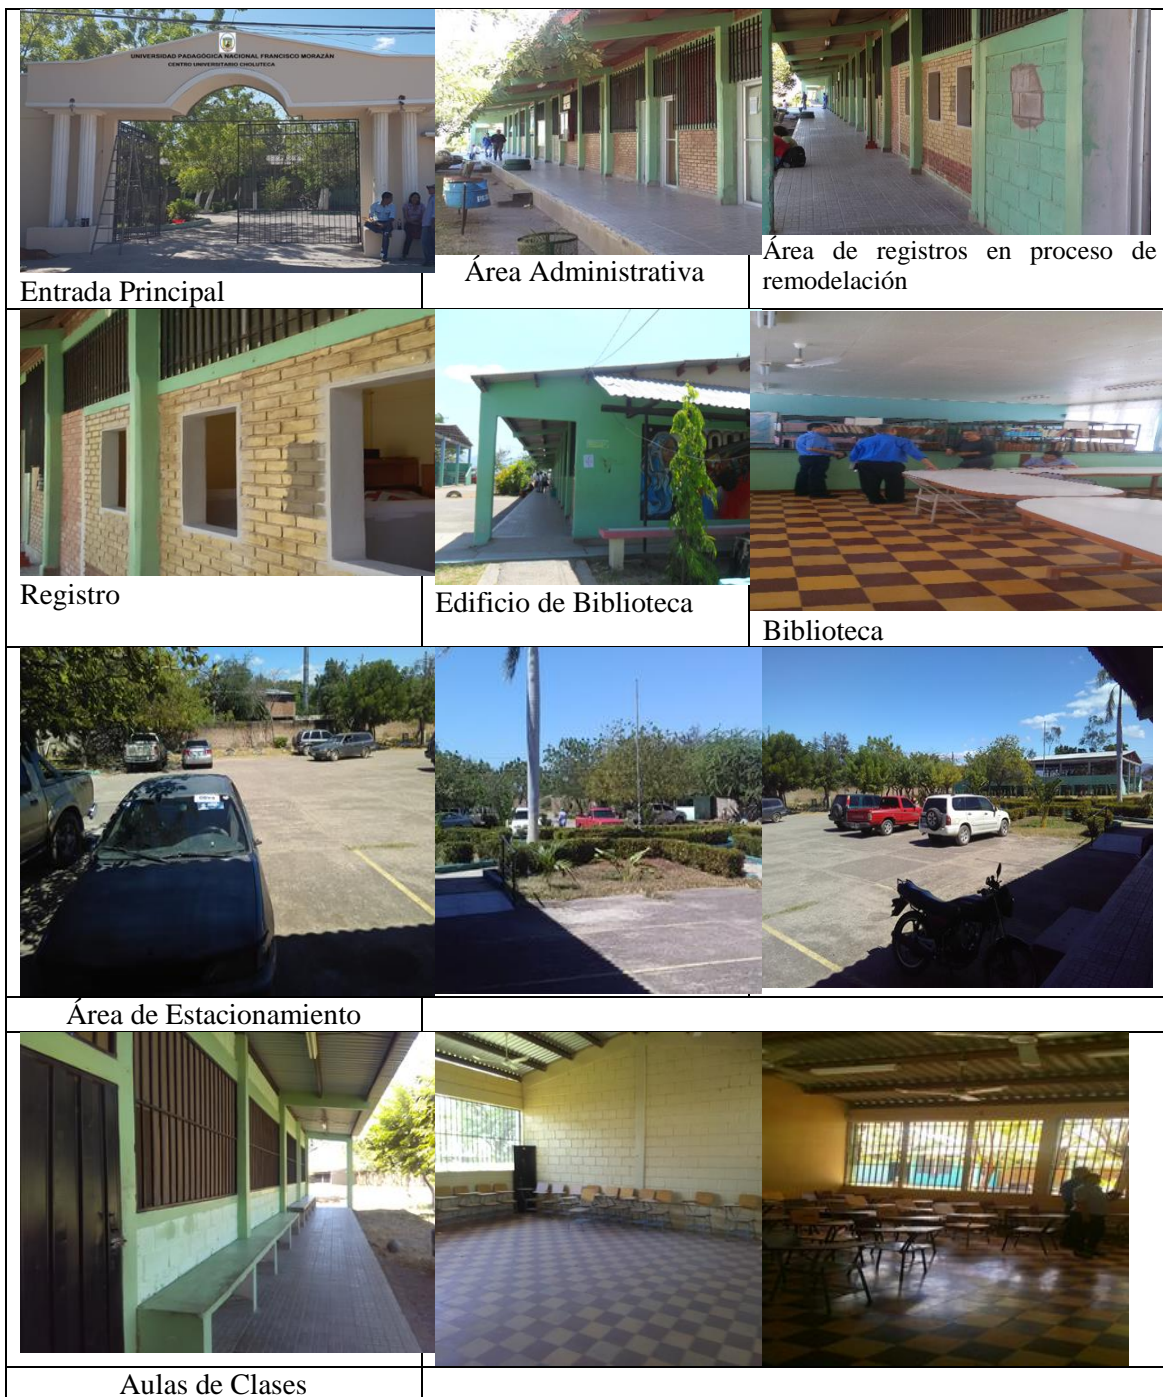 UNIVERSIDAD PADAGÓGICA NACIONAL FRANCISCO MORAZÁN
CENTRO UNIVERSITARIO CHOLUTECA
Entrada Principal
Área Administrativa
Área de registros en proceso de
remodelación
Registro
Edificio de Biblioteca
Biblioteca
Área de Estacionamiento
Aulas de Clases